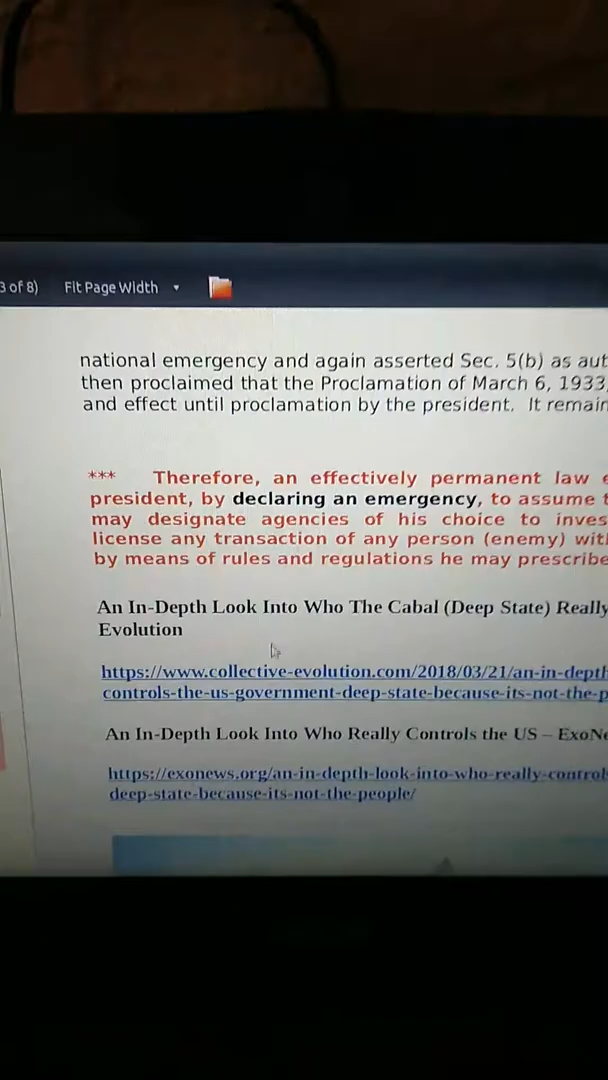 3 of 8) Fit Page Width
national emergency and again asserted Sec. 5(b) as aut
then proclaimed that the Proclamation of March 6, 1933,
and effect until proclamation by the president. It remain
*** Therefore, an effectively permanent law e
president, by declaring an emergency, to assume t
may designate agencies of his choice to inves
license any transaction of any person (enemy) with
by means of rules and regulations he may prescribe
An In-Depth Look Into Who The Cabal (Deep State) Really
Evolution
https://www.collective-evolution.com/2018/03/21/an-in-depth
controls-the-us-government-deep-state-because-its-not-the-p
An In-Depth Look Into Who Really Controls the US – ExoNe
https://exonews.org/an-in-depth-look-into-who-really-control
deep-state-because-its-not-the-people/